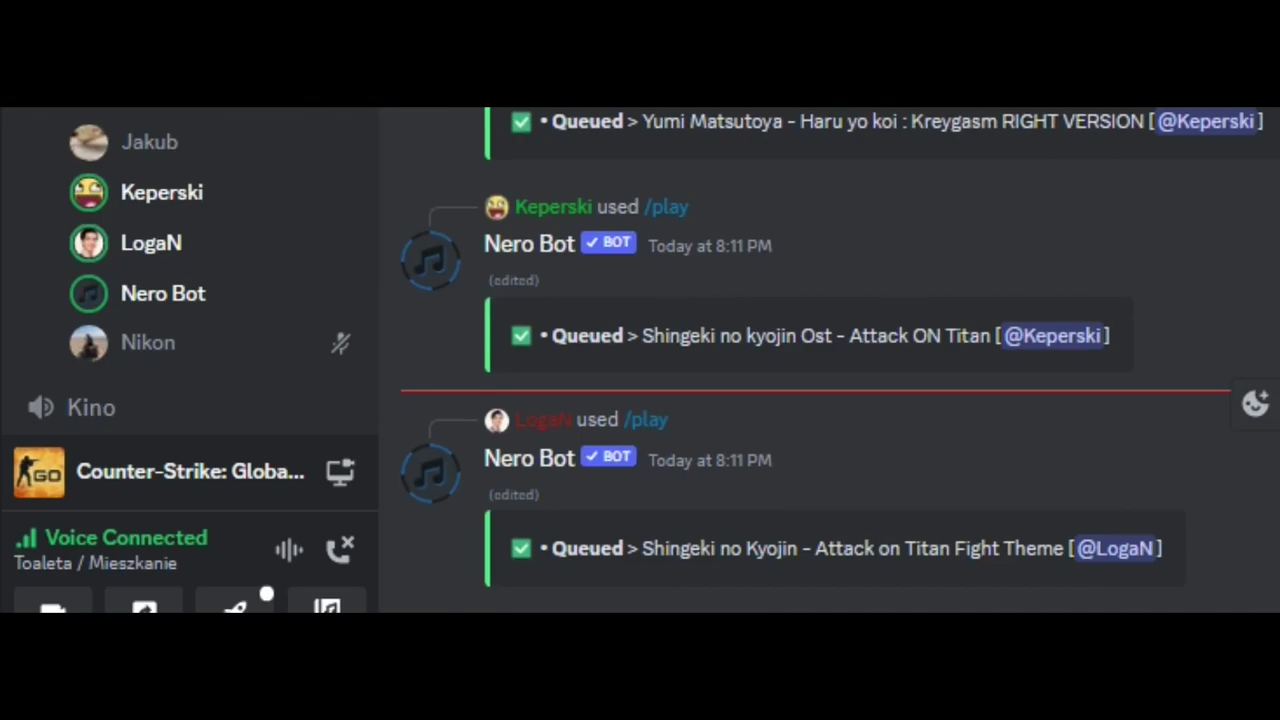 Jakub
Keperski
LogaN
Nero Bot
Nikon
Kino
GO
Counter-Strike: Globa...
Voice Connected
Toaleta / Mieszkanie
• Queued > Yumi Matsutoya - Haru yo koi : Kreygasm RIGHT VERSION [@Keperski]
Keperski used /play
Nero Bot ✓ BOT Today at 8:11 PM
(edited)
• Queued > Shingeki no kyojin Ost - Attack ON Titan [@Keperski]
LogaN used /play
Nero Bot ✓ BOT Today at 8:11 PM
(edited)
• Queued > Shingeki no Kyojin - Attack on Titan Fight Theme [@LogaN]